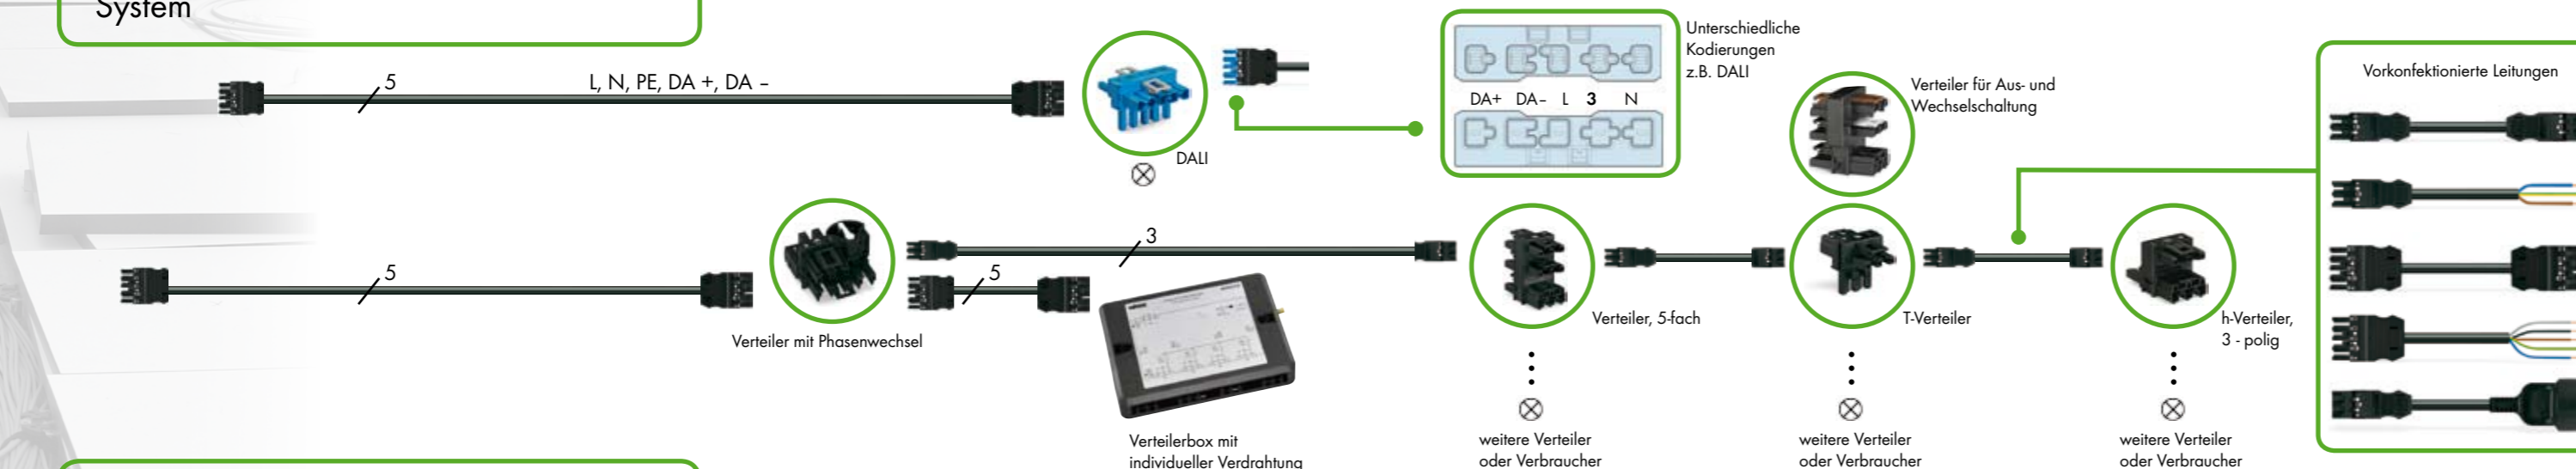 System
5
L, N, PE, DA +, DA –
DALI
Unterschiedliche
Kodierungen
z.B. DALI
DA+ DA– L 3 N
Verteiler für Aus- und
Wechselschaltung
Vorkonfektionierte Leitungen
5
Verteiler mit Phasenwechsel
3
5
Verteilerbox mit
individueller Verdrahtung
Verteiler, 5-fach
weitere Verteiler
oder Verbraucher
T-Verteiler
weitere Verteiler
oder Verbraucher
h-Verteiler,
3 - polig
weitere Verteiler
oder Verbraucher